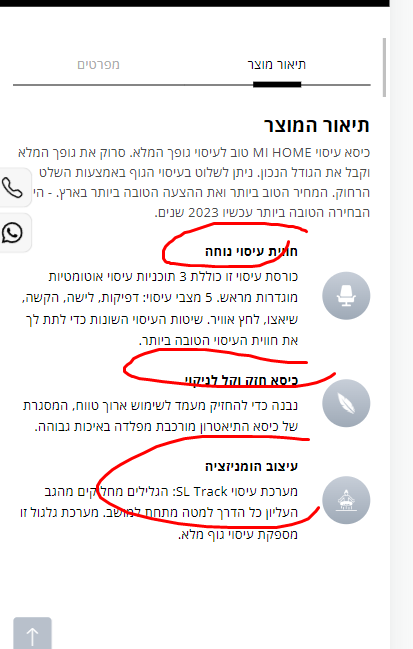 תיאור מוצר
מפרטים
תיאור המוצר
כיסא עיסוי MI HOME טוב לעיסוי גופך המלא. סרוק את גופך המלא
וקבל את הגודל הנכון. ניתן לשלוט בעיסוי הגוף באמצעות השלט
הרחוק. המחיר הטוב ביותר ואת ההצעה הטובה ביותר בארץ. - הי
הבחירה הטובה ביותר עכשיו 2023 שנים.
חווית עיסוי נוחה
כורסת עיסוי זו כוללת 3 תוכניות עיסוי אוטומטיות
מוגדרות מראש. 5 מצבי עיסוי: דפיקות, לישה, הקשה,
שיאצו, לחץ אוויר. שיטות העיסוי השונות כדי לתת לך
את חווית העיסוי הטובה ביותר.
כיסא חזק וקל לניקוי
נבנה כדי להחזיק מעמד לשימוש ארוך טווח, המסגרת
של כיסא התיאטרון מורכבת מפלדה באיכות גבוהה.
עיצוב הומניזציה
מערכת עיסוי SL Track: הגלילים מחליקים מהגב
העליון כל הדרך למטה מתחת למושב. מערכת גלגול זו
מספקת עיסוי גוף מלא.